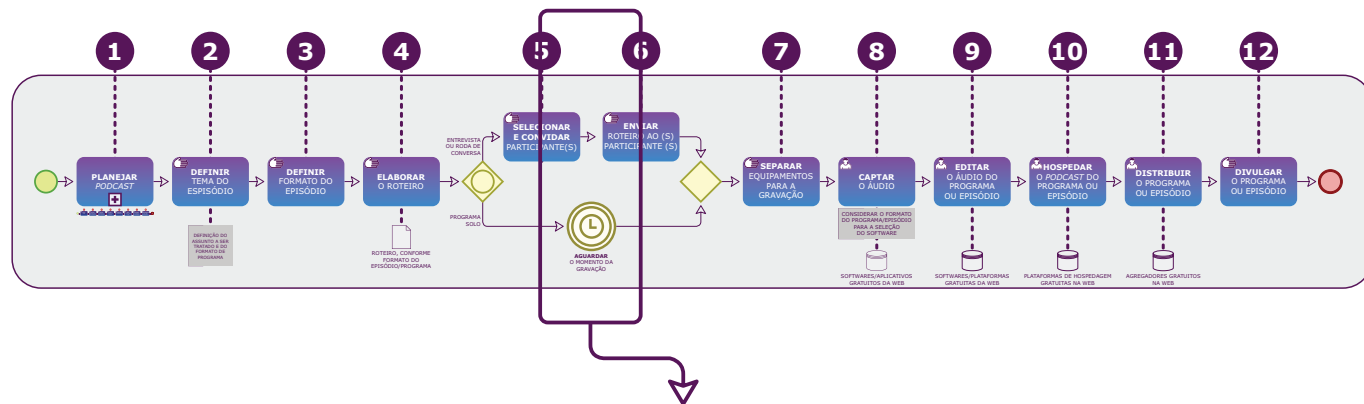 1
2
3
4
5
6
7
8
9
10
11
12
PLANEJAR
PODCAST
DEFINIR
TEMA DO
ESPISÓDIO
DEFINIÇÃO DO
ASSUNTO A SER
TRATADO E DO
FORMATO DE
PROGRAMA
DEFINIR
FORMATO DO
EPISÓDIO
ELABORAR
O ROTEIRO
ROTEIRO, CONFORME
FORMATO DO
EPISÓDIO/PROGRAMA
ENTREVISTA
OU RODA DE
CONVERSA
PROGRAMA
SOLO
SELECIONAR
E CONVIDAR
PARTICIPANTE(S)
ENVIAR
ROTEIRO AO (S)
PARTICIPANTE (S)
AGUARDAR
O MOMENTO DA
GRAVAÇÃO
SEPARAR
EQUIPAMENTOS
PARA A
GRAVAÇÃO
CAPTAR
O ÁUDIO
CONSIDERAR O FORMATO
DO PROGRAMA/EPISÓDIO
PARA A SELEÇÃO
DO SOFTWARE
SOFTWARES/APLICATIVOS
GRATUITOS DA WEB
EDITAR
O ÁUDIO DO
PROGRAMA
OU EPISÓDIO
SOFTWARES/PLATAFORMAS
GRATUITAS DA WEB
HOSPEDAR
O PODCAST DO
PROGRAMA OU
EPISÓDIO
PLATAFORMAS DE HOSPEDAGEM
GRATUITAS NA WEB
DISTRIBUIR
O PROGRAMA
OU EPISÓDIO
AGREGADORES GRATUITOS
NA WEB
DIVULGAR
O PROGRAMA
OU EPISÓDIO